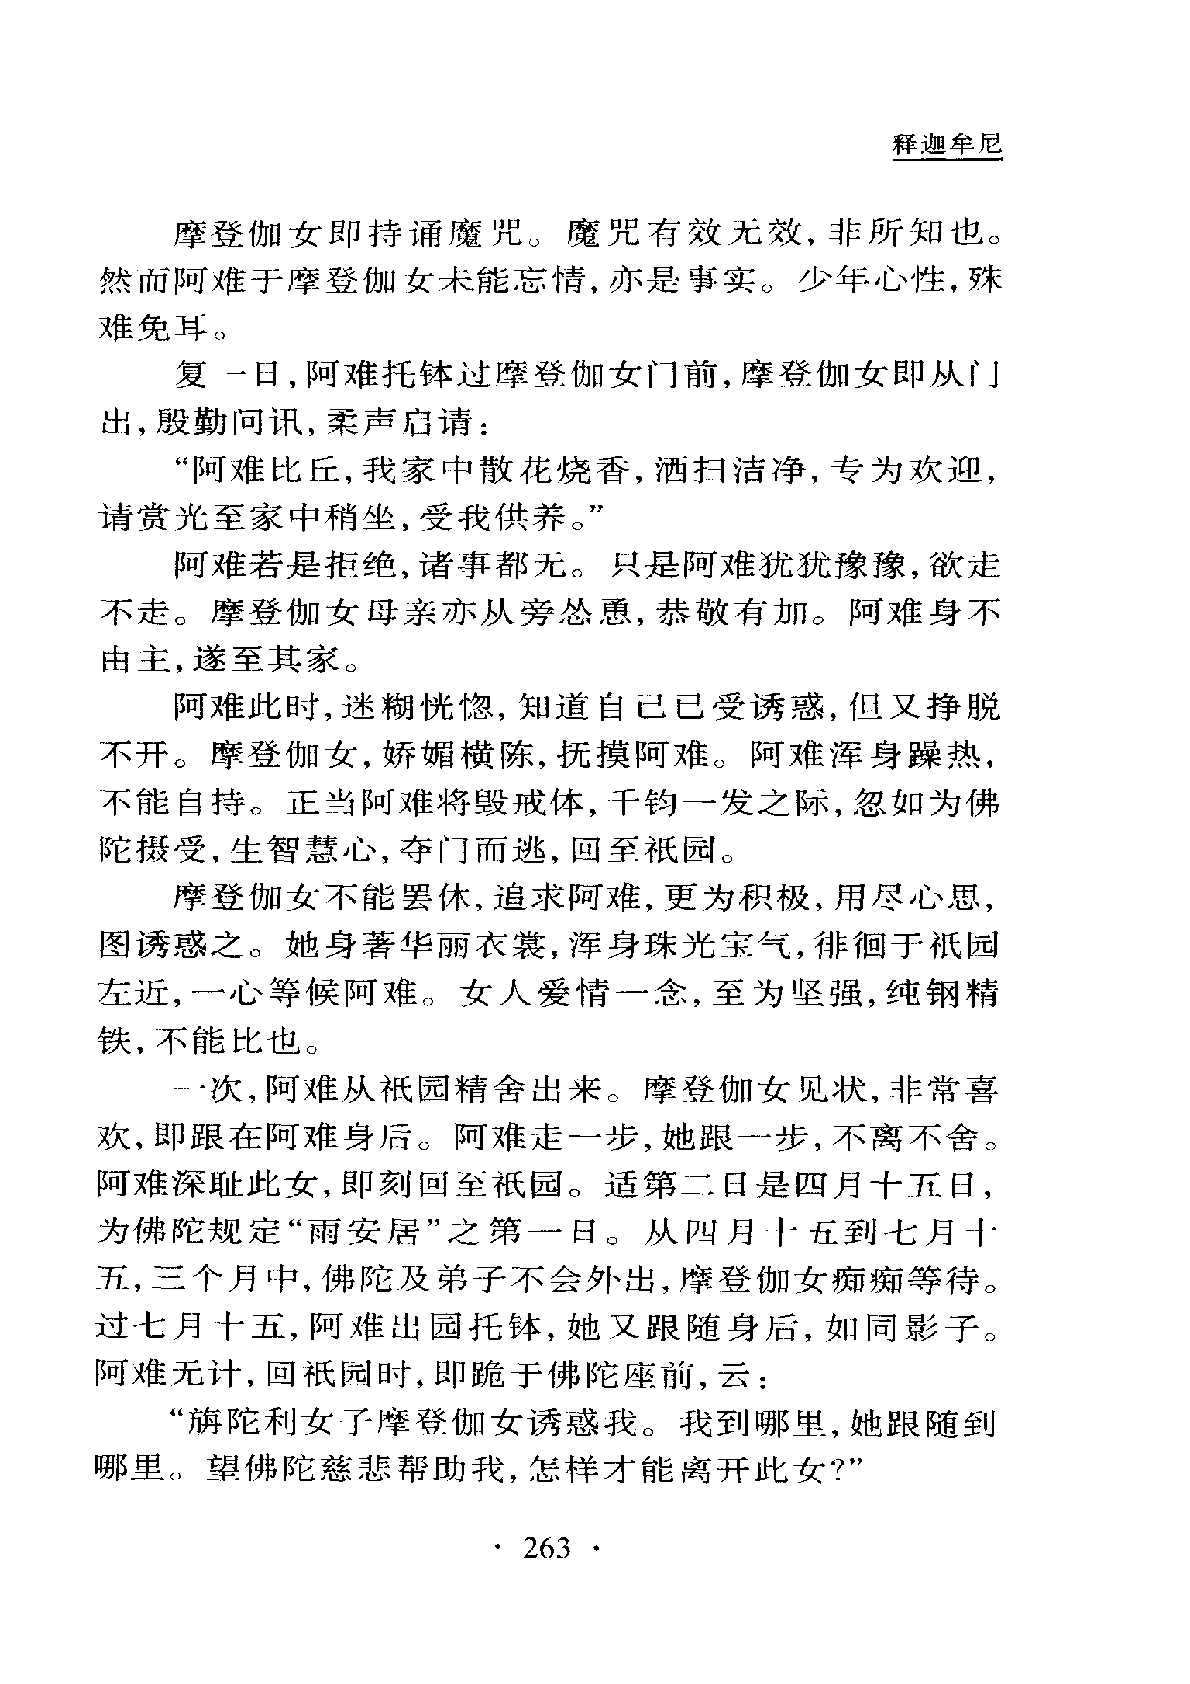 释迦牟尼
摩登伽女即持诵魔咒。魔咒有效无效,非所知也。
然而阿难于摩登伽女未能忘情,亦是事实。少年心性,殊
难免耳。
复一日,阿难托钵过摩登伽女门前,摩登伽女即从门
出,殷勤问讯,柔声启请:
“阿难比丘,我家中散花烧香,洒扫洁净,专为欢迎,
请赏光至家中稍坐,受我供养。”
阿难若是拒绝,诸事都无。只是阿难犹犹豫豫,欲走
不走。摩登伽女母亲亦从旁怂恿,恭敬有加。阿难身不
由主,遂至其家。
阿难此时,迷糊恍惚,知道自己已受诱惑,但又挣脱
不开。摩登伽女,娇媚横陈,抚摸阿难。阿难浑身躁热,
不能自持。正当阿难将毁戒体,千钧一发之际,忽如为佛
陀摄受,生智慧心,夺门而逃,回至祇园。
摩登伽女不能罢休,追求阿难,更为积极,用尽心思,
图诱惑之。她身著华丽衣裳,浑身珠光宝气,徘徊于祇园
左近,一心等候阿难。女人爱情一念,至为坚强,纯钢精
铁,不能比也。
一次,阿难从祇园精舍出来。摩登伽女见状,非常喜
欢,即跟在阿难身后。阿难走一步,她跟一步,不离不舍。
阿难深耻此女,即刻回至祇园。适第二日是四月十五日,
为佛陀规定“雨安居”之第一日。从四月十五到七月十
五,三个月中,佛陀及弟子不会外出,摩登伽女痴痴等待。
过七月十五,阿难出园托钵,她又跟随身后,如同影子。
阿难无计,回祇园时,即跪于佛陀座前,云:
“旃陀利女子摩登伽女诱惑我。我到哪里,她跟随到
哪里。望佛陀慈悲帮助我,怎样才能离开此女?”
· 263 ·